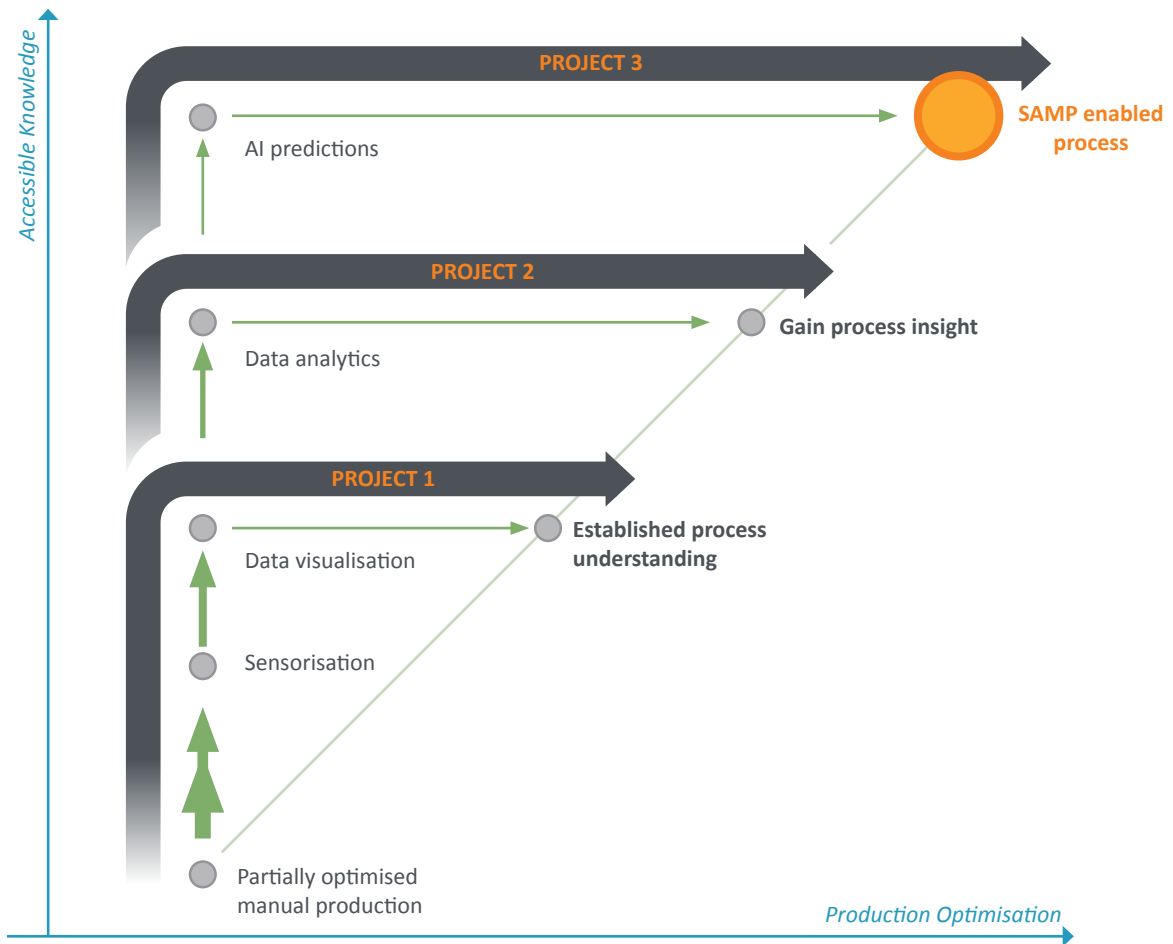 Accessible Knowledge
PROJECT 3
SAMP enabled
process
AI predictions
PROJECT 2
Gain process insight
Data analytics
PROJECT 1
Established process
understanding
Data visualisation
Sensorisation
Partially optimised
manual production
Production Optimisation